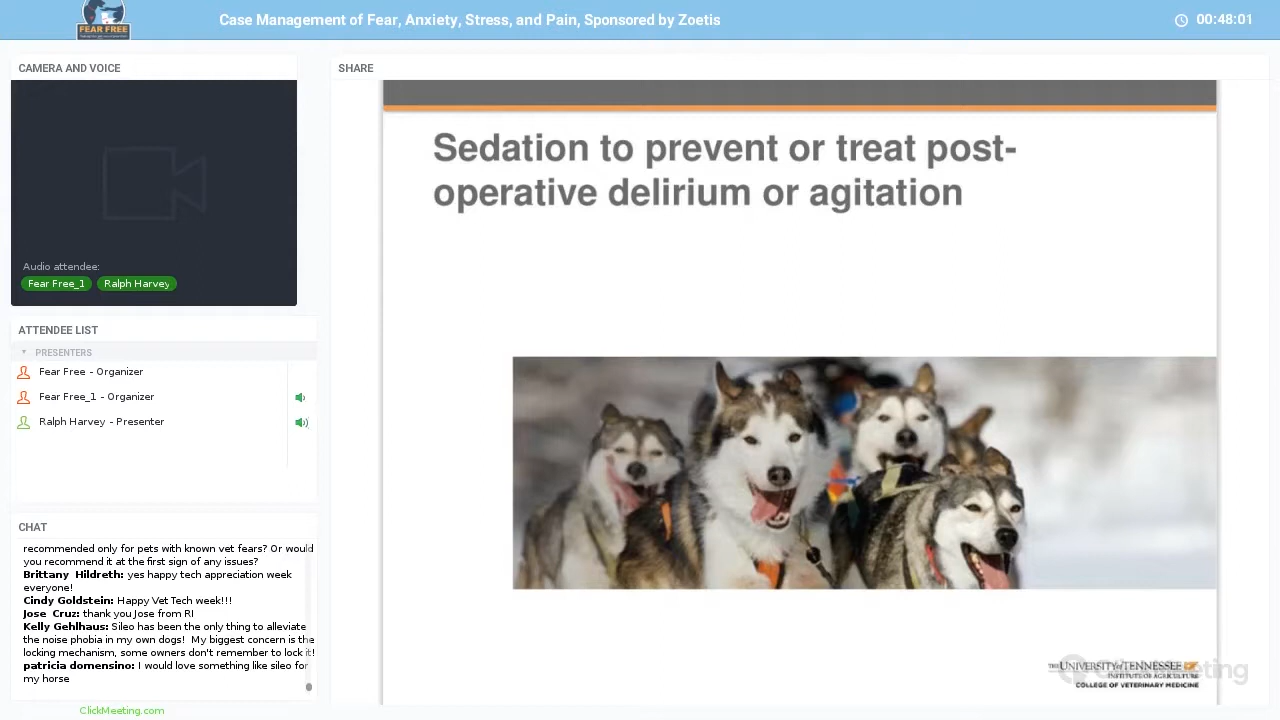 FEAR FREE
Case Management of Fear, Anxiety, Stress, and Pain, Sponsored by Zoetis
00:48:01
CAMERA AND VOICE
Audio attendee:
Fear Free_1
Ralph Harvey
ATTENDEE LIST
PRESENTERS
Fear Free - Organizer
Fear Free_1 - Organizer
Ralph Harvey - Presenter
CHAT
recommended only for pets with known vet fears? Or would
you recommend it at the first sign of any issues?
Brittany Hildreth: yes happy tech appreciation week
everyone!
Cindy Goldstein: Happy Vet Tech week!!!
Jose Cruz: thank you Jose from RI
Kelly Gehlhaus: Sileo has been the only thing to alleviate
the noise phobia in my own dogs! My biggest concern is the
locking mechanism, some owners don't remember to lock it!
patricia domensino: I would love something like sileo for
my horse
ClickMeeting.com
SHARE
Sedation to prevent or treat post-
operative delirium or agitation
THE UNIVERSITY of TENNESSEE
INSTITUTE OF AGRICULTURE
COLLEGE OF VETERINARY MEDICINE
ClickMeeting